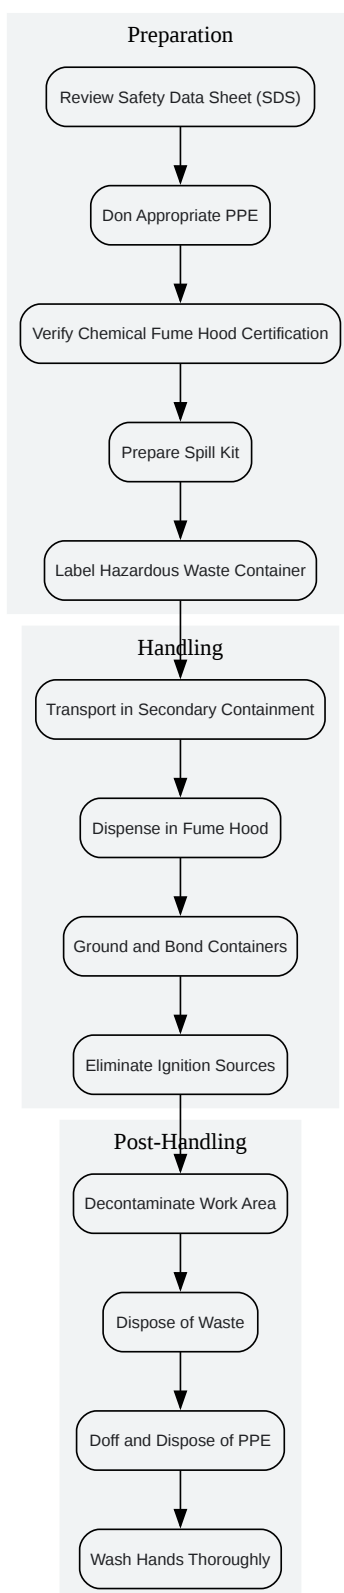 Preparation
Review Safety Data Sheet (SDS)
Don Appropriate PPE
Verify Chemical Fume Hood Certification
Prepare Spill Kit
Label Hazardous Waste Container
Handling
Transport in Secondary Containment
Dispense in Fume Hood
Ground and Bond Containers
Eliminate Ignition Sources
Post-Handling
Decontaminate Work Area
Dispose of Waste
Doff and Dispose of PPE
Wash Hands Thoroughly